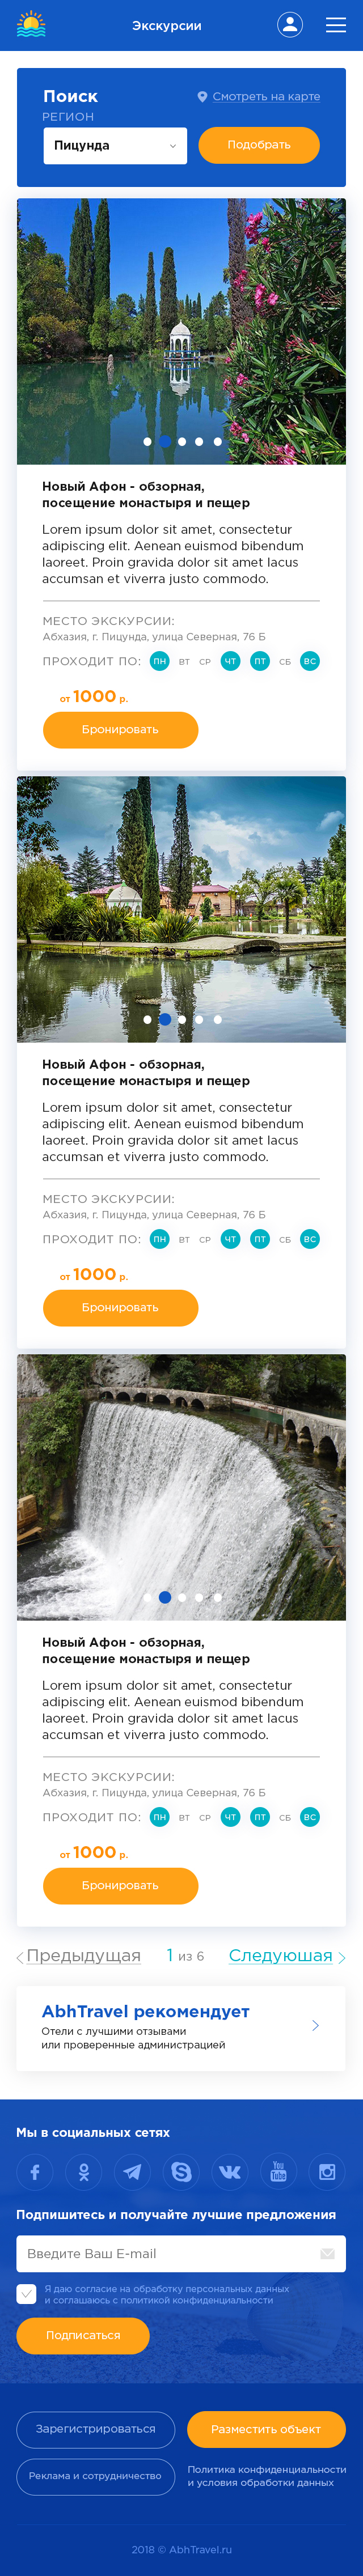 Экскурсии
Поиск
Смотреть на карте
РЕГИОН
Пицунда
Подобрать
Новый Афон - обзорная,
посещение монастыря и пещер
Lorem ipsum dolor sit amet, consectetur
adipiscing elit. Aenean euismod bibendum
laoreet. Proin gravida dolor sit amet lacus
accumsan et viverra justo commodo.
МЕСТО ЭКСКУРСИИ:
Абхазия, г. Пицунда, улица Северная, 76 Б
ПРОХОДИТ ПО: ПН ВТ СР ЧТ ПТ СБ ВС
от 1000 р.
Бронировать
Новый Афон - обзорная,
посещение монастыря и пещер
Lorem ipsum dolor sit amet, consectetur
adipiscing elit. Aenean euismod bibendum
laoreet. Proin gravida dolor sit amet lacus
accumsan et viverra justo commodo.
МЕСТО ЭКСКУРСИИ:
Абхазия, г. Пицунда, улица Северная, 76 Б
ПРОХОДИТ ПО: ПН ВТ СР ЧТ ПТ СБ ВС
от 1000 р.
Бронировать
Новый Афон - обзорная,
посещение монастыря и пещер
Lorem ipsum dolor sit amet, consectetur
adipiscing elit. Aenean euismod bibendum
laoreet. Proin gravida dolor sit amet lacus
accumsan et viverra justo commodo.
МЕСТО ЭКСКУРСИИ:
Абхазия, г. Пицунда, улица Северная, 76 Б
ПРОХОДИТ ПО: ПН ВТ СР ЧТ ПТ СБ ВС
от 1000 р.
Бронировать
Предыдущая 1 из 6 Следуюшая
AbhTravel рекомендует
Отели с лучшими отзывами
или проверенные администрацией
Мы в социальных сетях
You Tube
Подпишитесь и получайте лучшие предложения
Введите Ваш E-mail
Я даю согласие на обработку персональных данных
и соглашаюсь с политикой конфиденциальности
Подписаться
Зарегистрироваться
Разместить объект
Реклама и сотрудничество
Политика конфиденциальности
и условия обработки данных
2018 © AbhTravel.ru